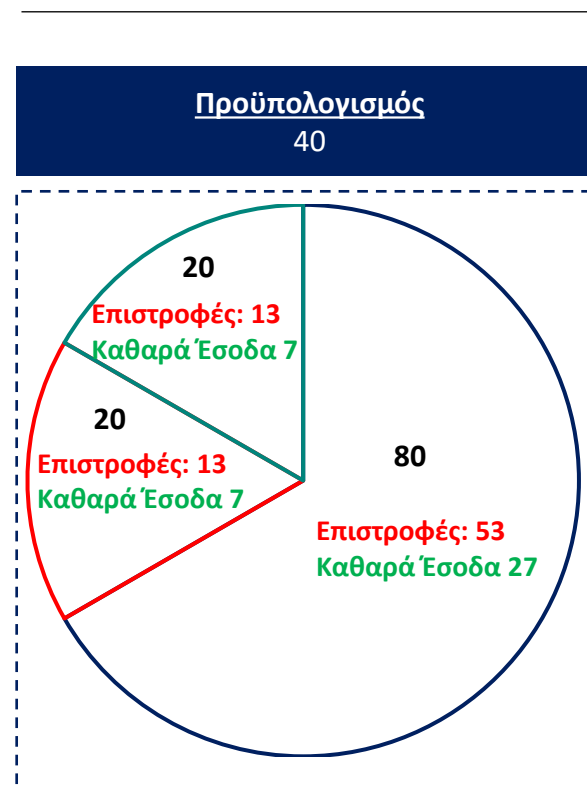 Προϋπολογισμός
40
20
Επιστροφές: 13
Καθαρά Έσοδα 7
20
Επιστροφές: 13
Καθαρά Έσοδα 7
80
Επιστροφές: 53
Καθαρά Έσοδα 27